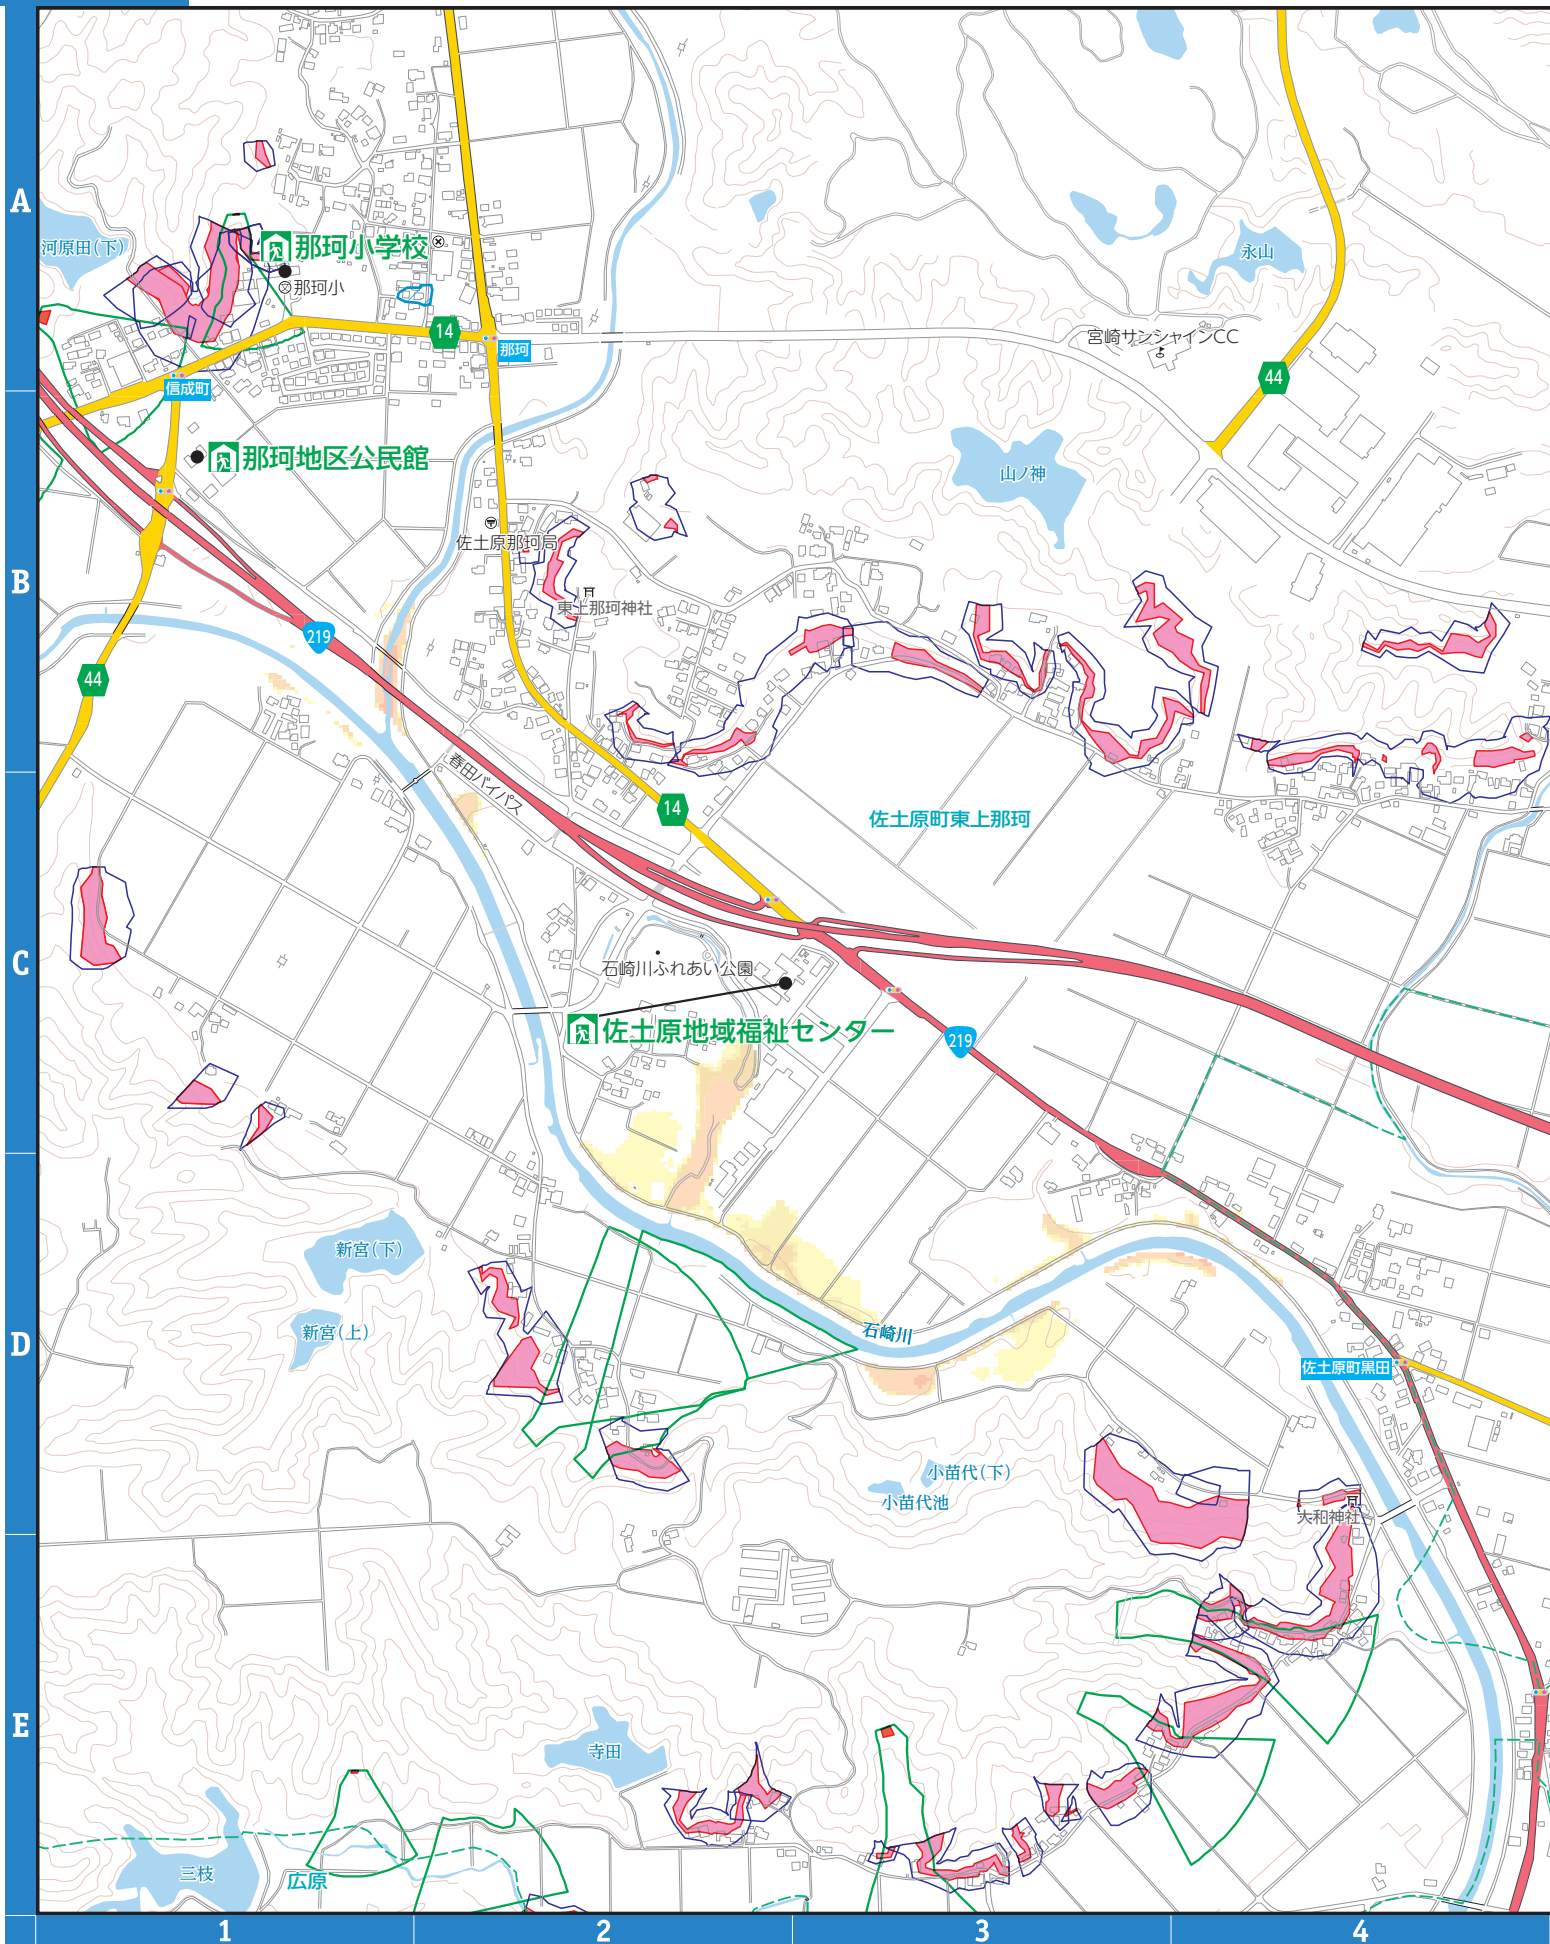 A
河原田(下)
那珂小学校
那珂小
14
那珂
信成町
永山
宮崎サンシャインCC
44
那珂地区公民館
山ノ神
佐土原那珂局
東上那珂神社
B
219
44
春田バイパス
14
佐土原町東上那珂
C
石崎川ふれあい公園
佐土原地域福祉センター
219
新宮(下)
新宮(上)
石崎川
D
佐土原町黒田
小苗代(下)
小苗代池
大和神社
E
寺田
三枝
広原
1
2
3
4